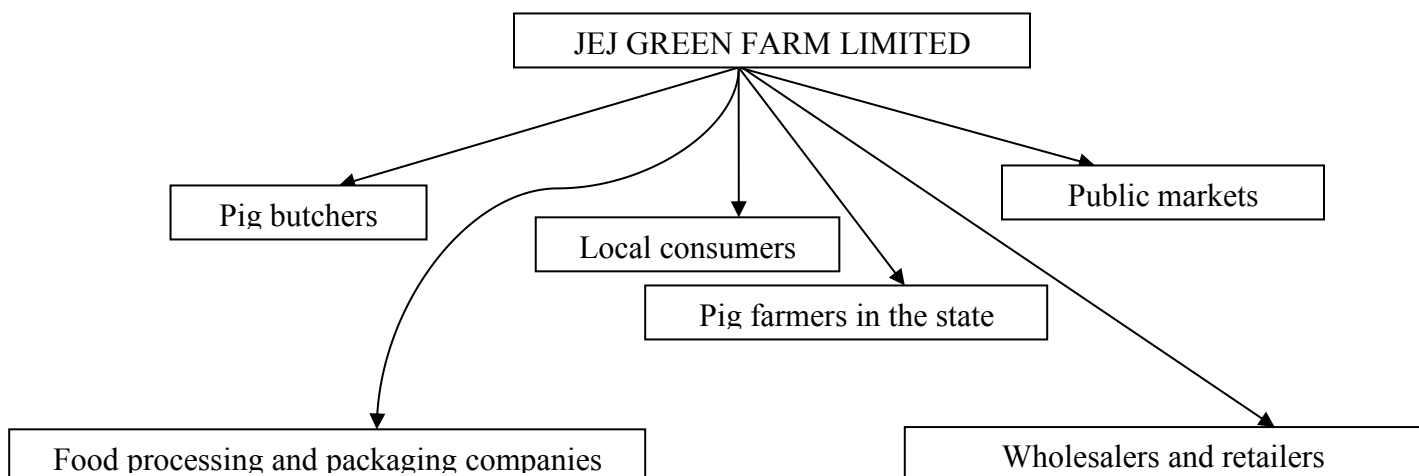 JEJ GREEN FARM LIMITED
Public markets
Pig butchers
Local consumers
Pig farmers in the state
Food processing and packaging companies
Wholesalers and retailers